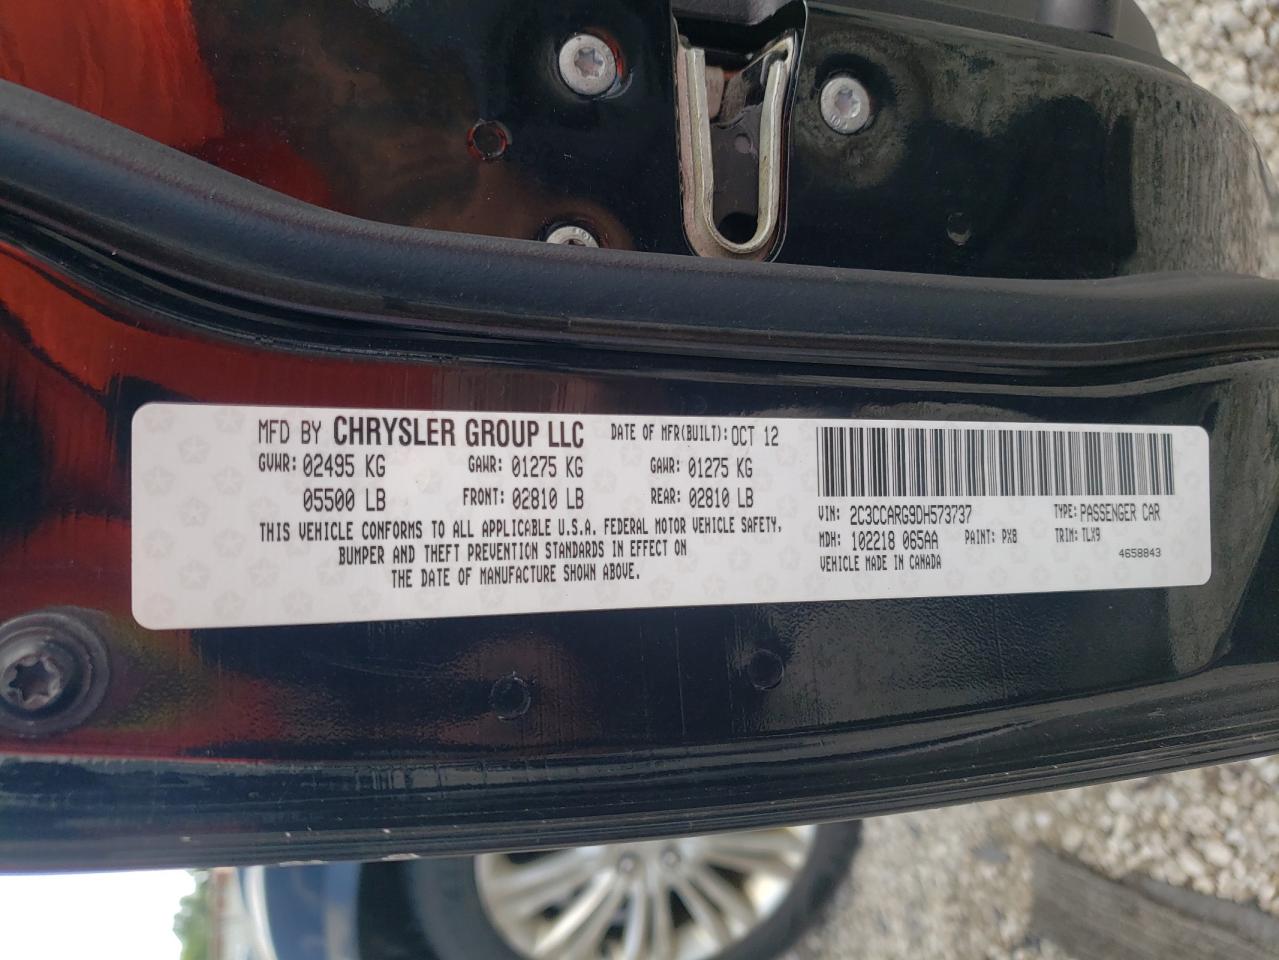 MFD BY CHRYSLER GROUP LLC DATE OF MFR(BUILT): OCT 12
GVWR: 02495 KG GAWR: 01275 KG GAWR: 01275 KG
05500 LB FRONT: 02810 LB REAR: 02810 LB
THIS VEHICLE CONFORMS TO ALL APPLICABLE U.S.A. FEDERAL MOTOR VEHICLE SAFETY,
BUMPER AND THEFT PREVENTION STANDARDS IN EFFECT ON
THE DATE OF MANUFACTURE SHOWN ABOVE.
VIN: 2C3CCARG9DH573737 TYPE: PASSENGER CAR
MDH: 102218 065AA PAINT: PX8 TRIM: TLX9
VEHICLE MADE IN CANADA 4658843